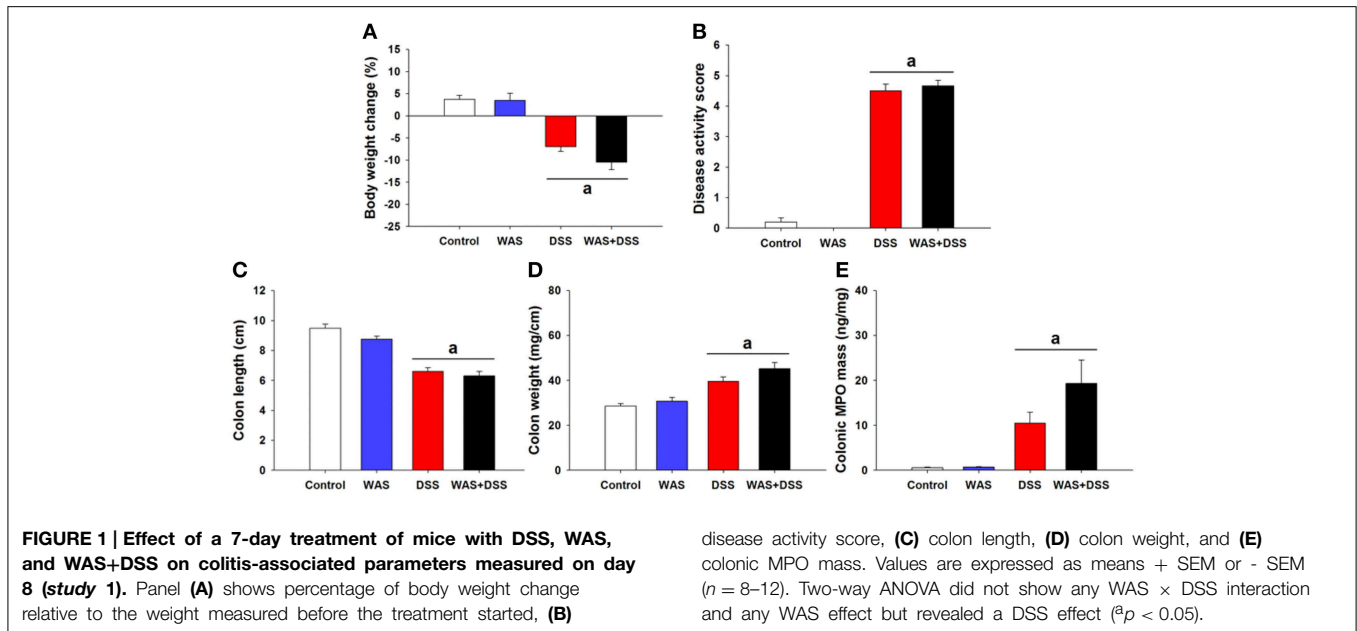 A
Body weight change (%)
15
10
5
0
-5
-10
-15
-20
-25
a
Control WAS DSS WAS+DSS
B
Disease activity score
6
5
4
3
2
1
0
a
Control WAS DSS WAS+DSS
C
Colon length (cm)
12
10
8
6
4
2
0
a
Control WAS DSS WAS+DSS
D
Colon weight (mg/cm)
80
60
40
20
0
a
Control WAS DSS WAS+DSS
E
Colonic MPO mass (ng/mg)
40
30
20
10
0
a
Control WAS DSS WAS+DSS
FIGURE 1 | Effect of a 7-day treatment of mice with DSS, WAS,
and WAS+DSS on colitis-associated parameters measured on day
8 (study 1). Panel (A) shows percentage of body weight change
relative to the weight measured before the treatment started, (B)
disease activity score, (C) colon length, (D) colon weight, and (E)
colonic MPO mass. Values are expressed as means + SEM or - SEM
(n = 8–12). Two-way ANOVA did not show any WAS × DSS interaction
and any WAS effect but revealed a DSS effect (ᵃp < 0.05).